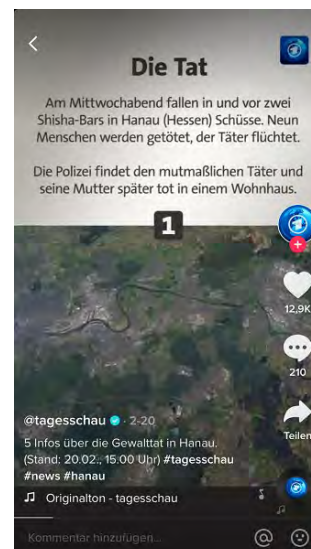 Die Tat
Am Mittwochabend fallen in und vor zwei
Shisha-Bars in Hanau (Hessen) Schüsse. Neun
Menschen werden getötet, der Täter flüchtet.
Die Polizei findet den mutmaßlichen Täter und
seine Mutter später tot in einem Wohnhaus.
1
12,9K
210
Teilen
@tagesschau · 2-20
5 Infos über die Gewalttat in Hanau.
(Stand: 20.02., 15:00 Uhr) #tagesschau
#news #hanau
Originalton - tagesschau
Kommentar hinzufügen...